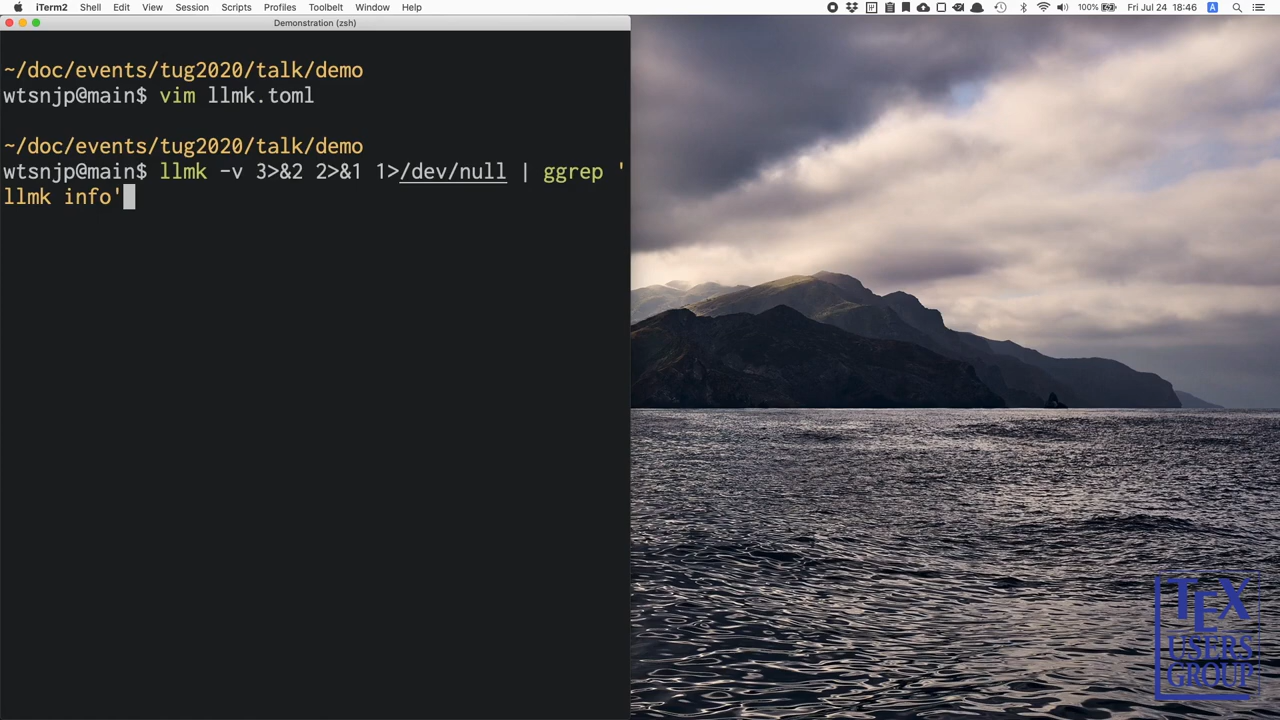 iTerm2 Shell Edit View Session Scripts Profiles Toolbelt Window Help 100% Fri Jul 24 18:46 A
Demonstration (zsh)
~/doc/events/tug2020/talk/demo
wtsnjp@main$ vim llmk.toml
~/doc/events/tug2020/talk/demo
wtsnjp@main$ llmk -v 3>&2 2>&1 1>/dev/null | ggrep '
llmk info'
TEX
USERS
GROUP